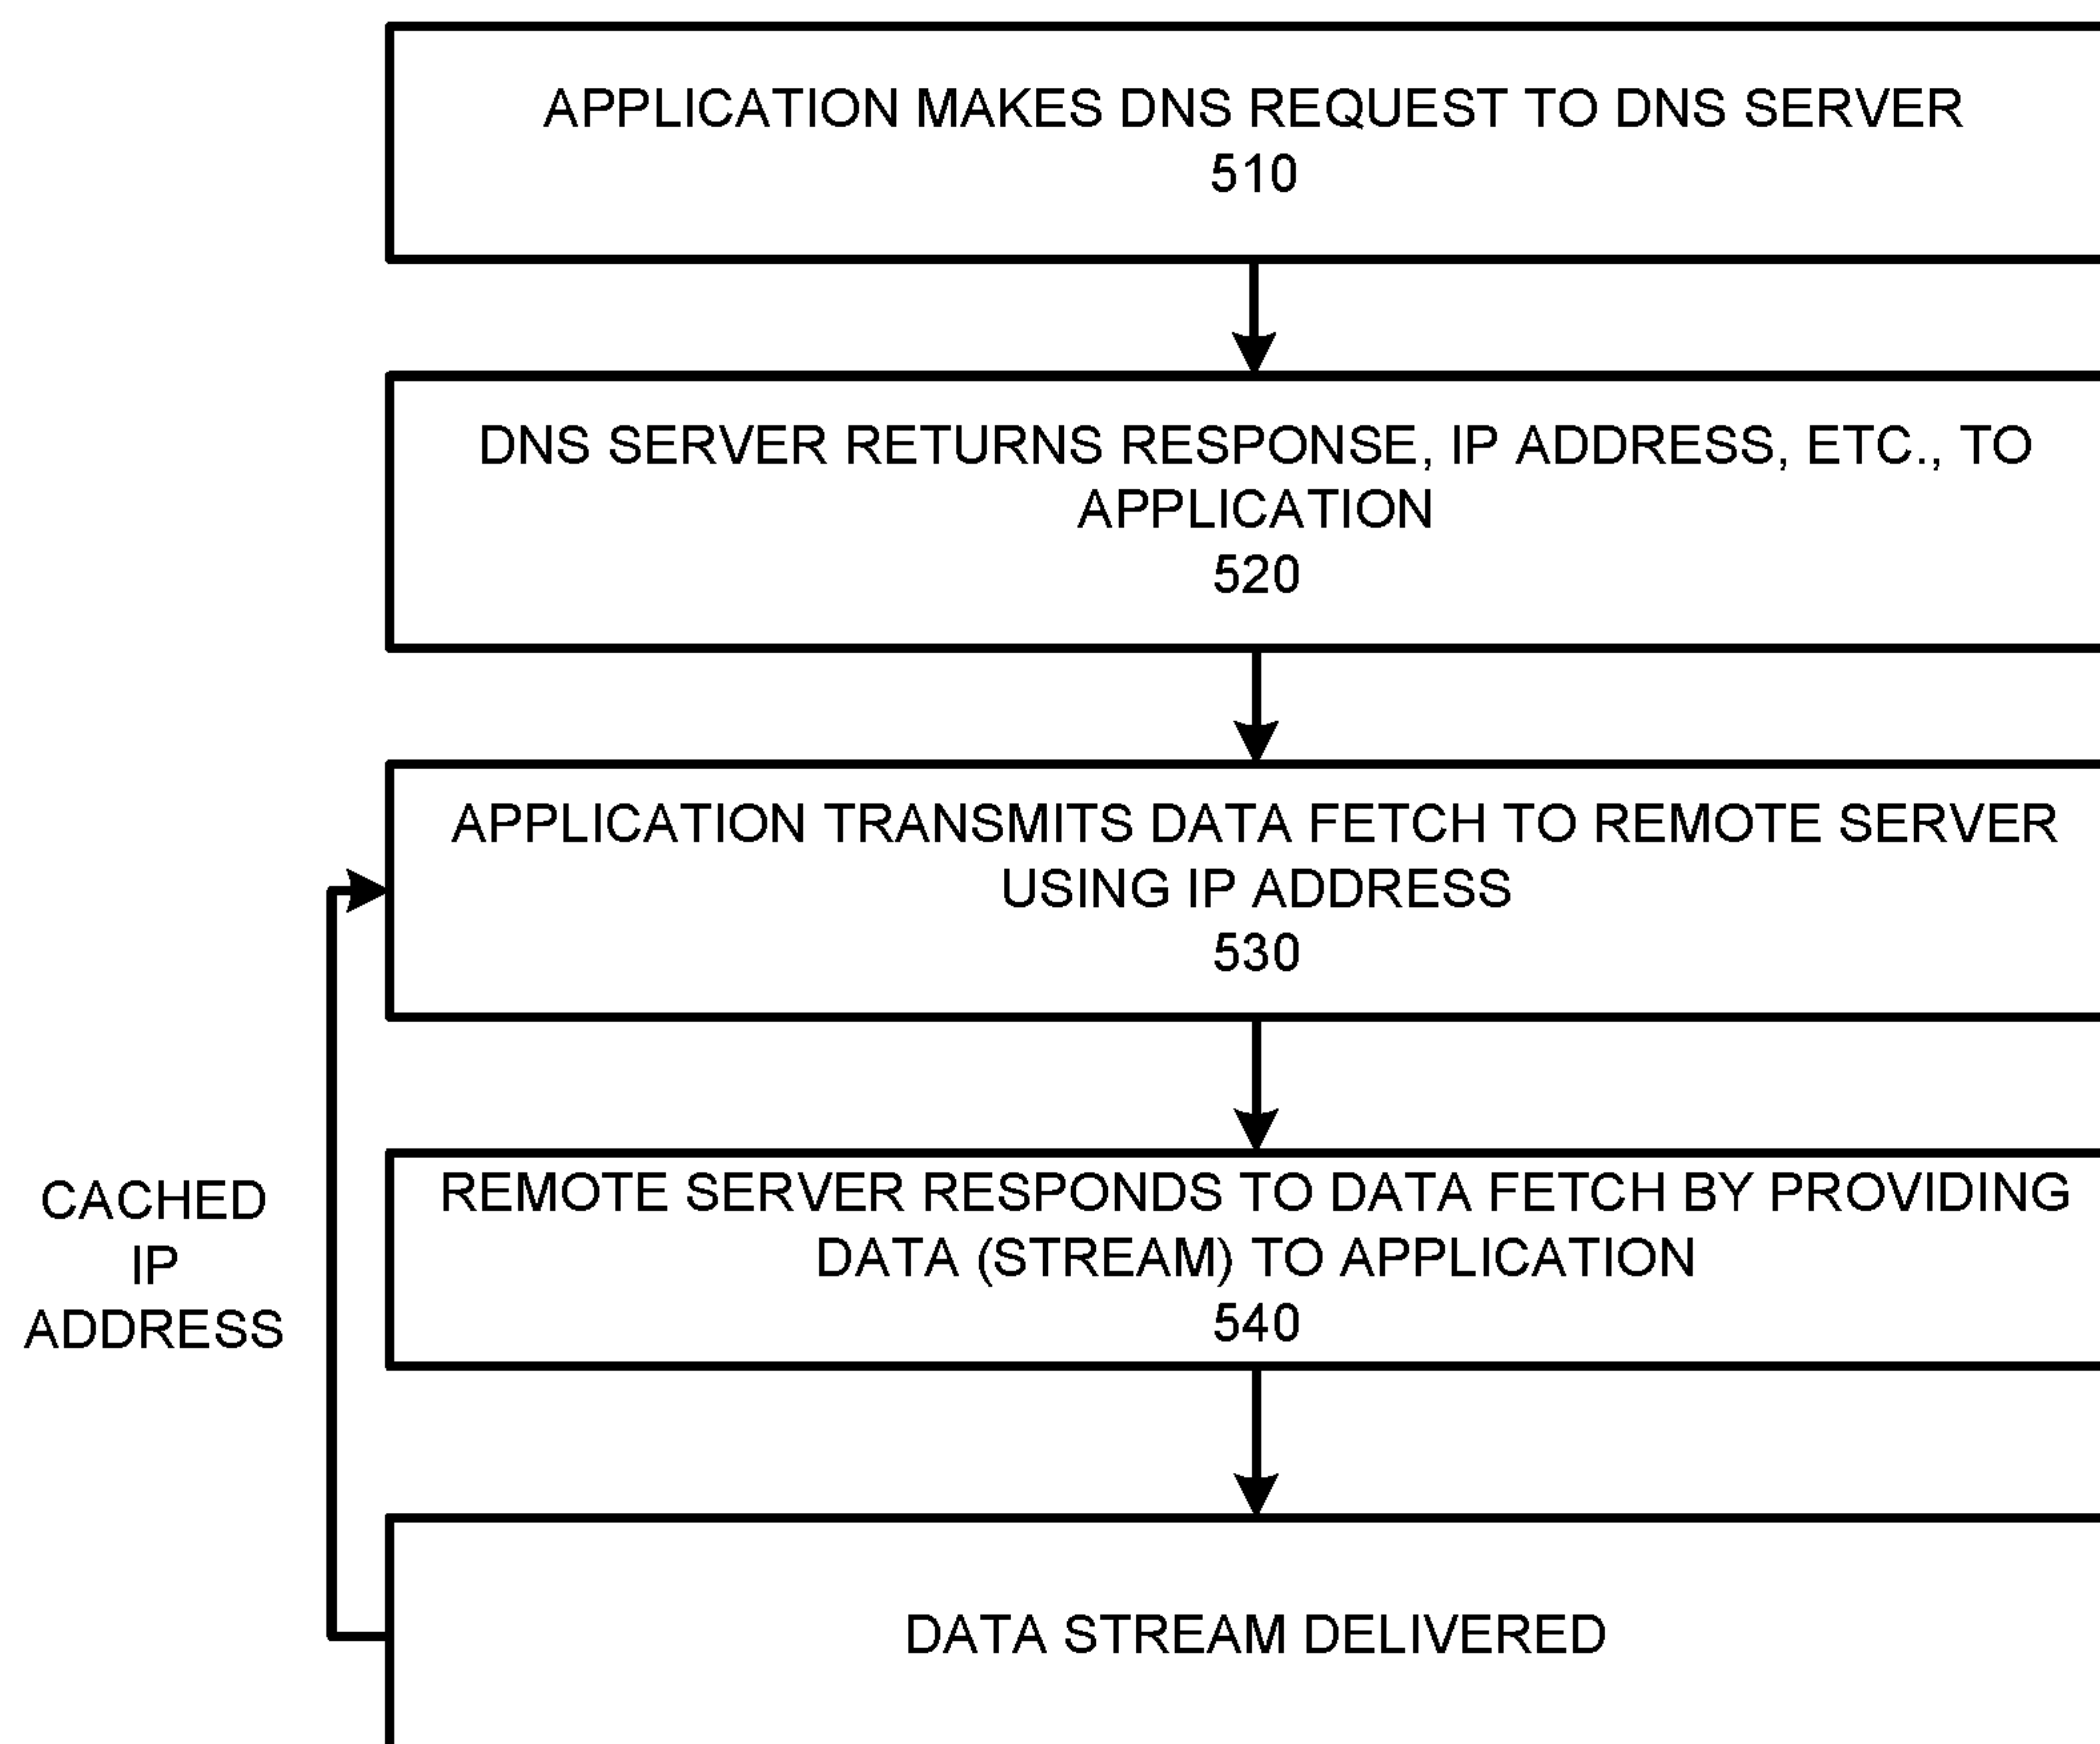 APPLICATION MAKES DNS REQUEST TO DNS SERVER
510
DNS SERVER RETURNS RESPONSE, IP ADDRESS, ETC., TO
APPLICATION
520
APPLICATION TRANSMITS DATA FETCH TO REMOTE SERVER
USING IP ADDRESS
530
CACHED
IP
ADDRESS
REMOTE SERVER RESPONDS TO DATA FETCH BY PROVIDING
DATA (STREAM) TO APPLICATION
540
DATA STREAM DELIVERED